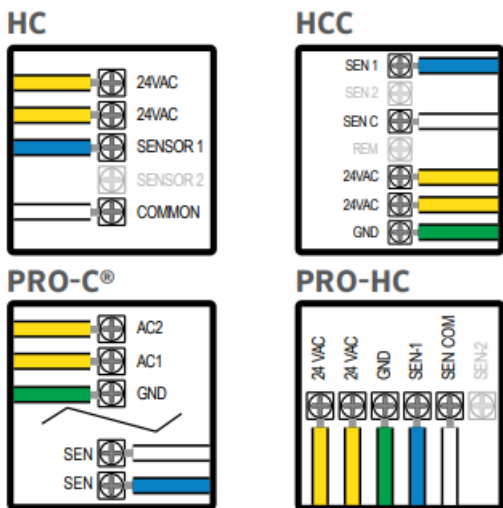 HC
24VAC
24VAC
SENSOR 1
SENSOR 2
COMMON
HCC
SEN 1
SEN 2
SEN C
REM
24VAC
24VAC
GND
PRO-C®
AC2
AC1
GND
SEN
SEN
PRO-HC
24 VAC
24 VAC
GND
SEN-1
SEN COM
SEN-2